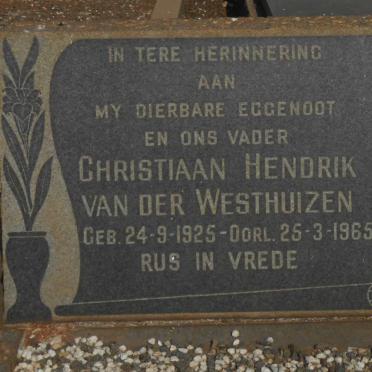 IN TERE HERINNERING
AAN
MY DIERBARE EGGENOOT
EN ONS VADER
CHRISTIAAN HENDRIK
VAN DER WESTHUIZEN
GEB. 24-9-1925-OORL. 25-3-1965
RUS IN VREDE